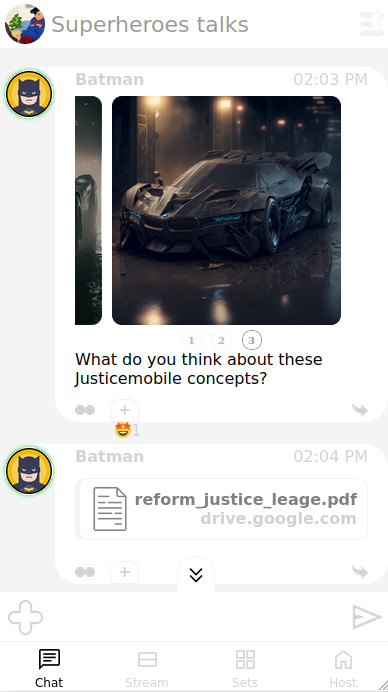 Superheroes talks
Batman 02:03 PM
1 2 3
What do you think about these
Justicemobile concepts?
+
🤩1
Batman 02:04 PM
reform_justice_leage.pdf
drive.google.com
+
Chat Stream Sets Host